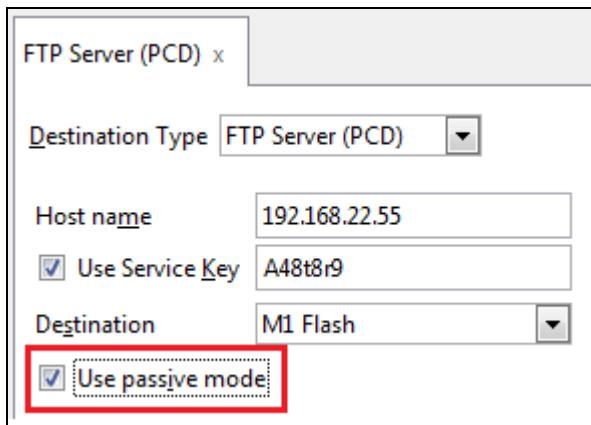 FTP Server (PCD) x
Destination Type FTP Server (PCD)
Host name 192.168.22.55
Use Service Key A48t8r9
Destination M1 Flash
Use passive mode